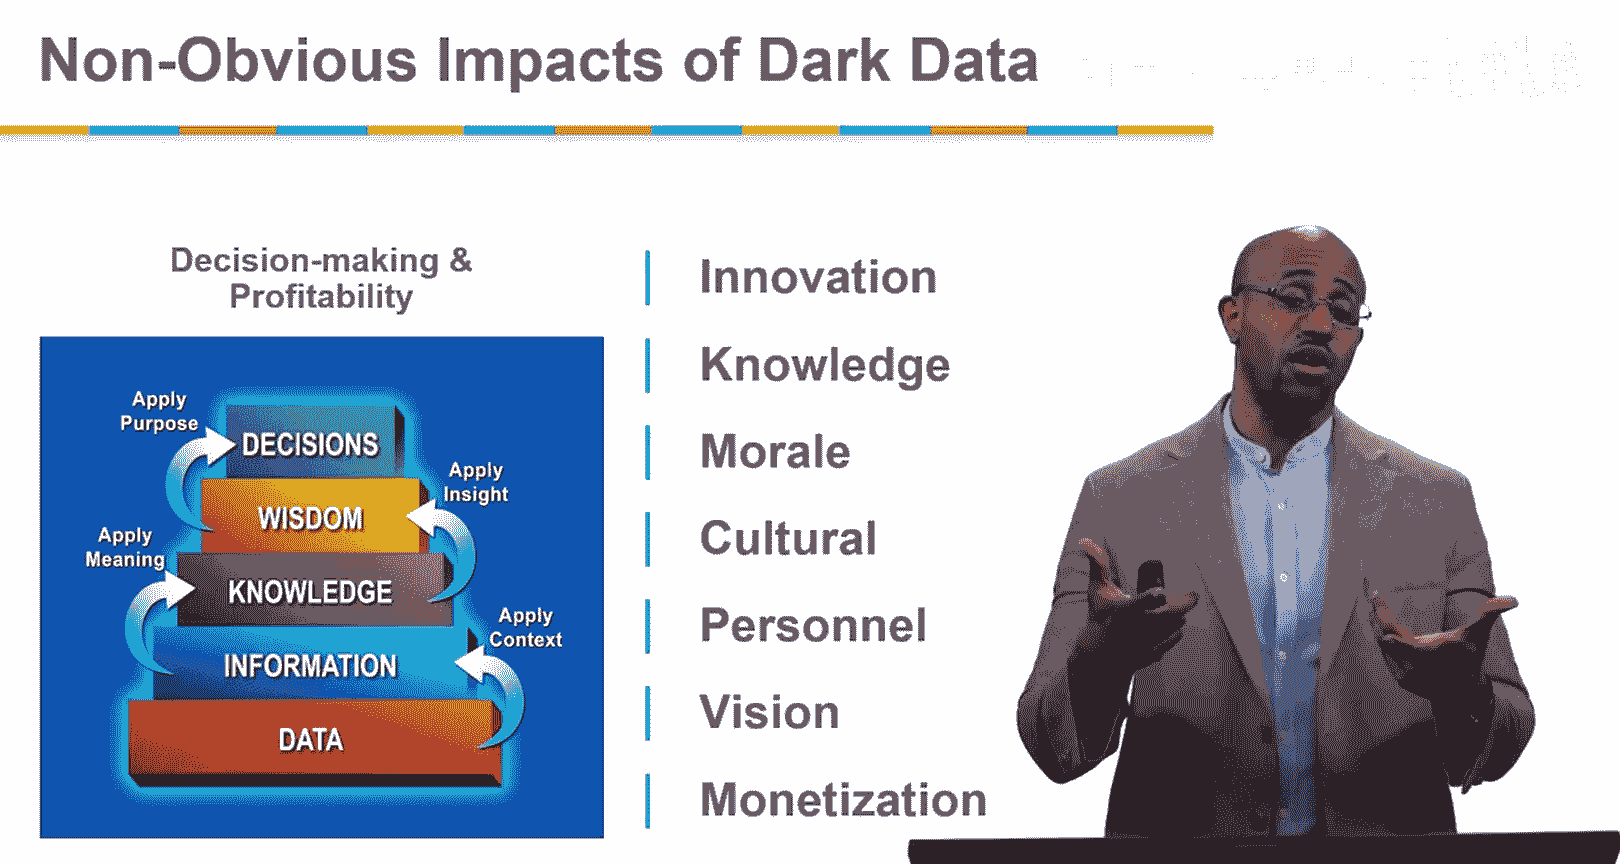 Non-Obvious Impacts of Dark Data
Decision-making &
Profitability
Apply
Purpose
DECISIONS
Apply
Insight
WISDOM
Apply
Meaning
KNOWLEDGE
Apply
Context
INFORMATION
DATA
Innovation
Knowledge
Morale
Cultural
Personnel
Vision
Monetization